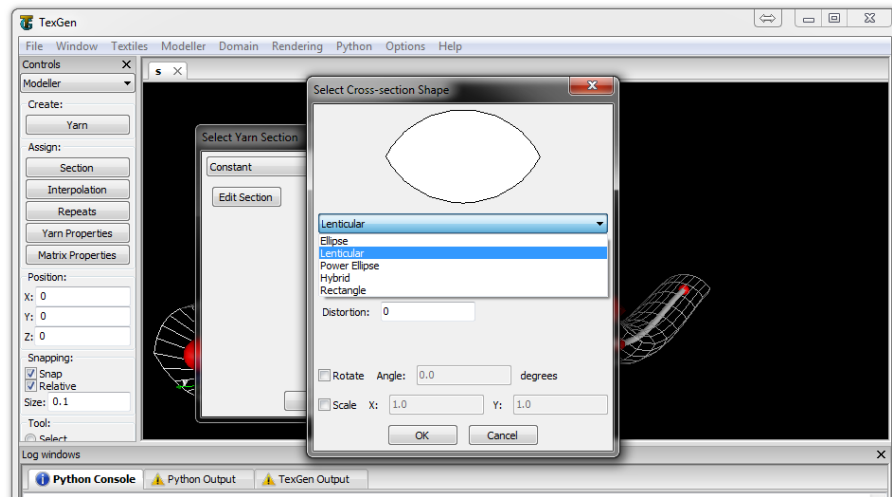 TexGen
File Window Textiles Modeller Domain Rendering Python Options Help
Controls
Modeller
Create:
Yarn
Assign:
Section
Interpolation
Repeats
Yarn Properties
Matrix Properties
Position:
X: 0
Y: 0
Z: 0
Snapping:
Snap
Relative
Size: 0.1
Tool:
Select
s
Select Yarn Section
Constant
Edit Section
Select Cross-section Shape
Lenticular
Ellipse
Lenticular
Power Ellipse
Hybrid
Rectangle
Distortion: 0
Rotate Angle: 0.0 degrees
Scale X: 1.0 Y: 1.0
OK Cancel
Y
Log windows
Python Console Python Output TexGen Output